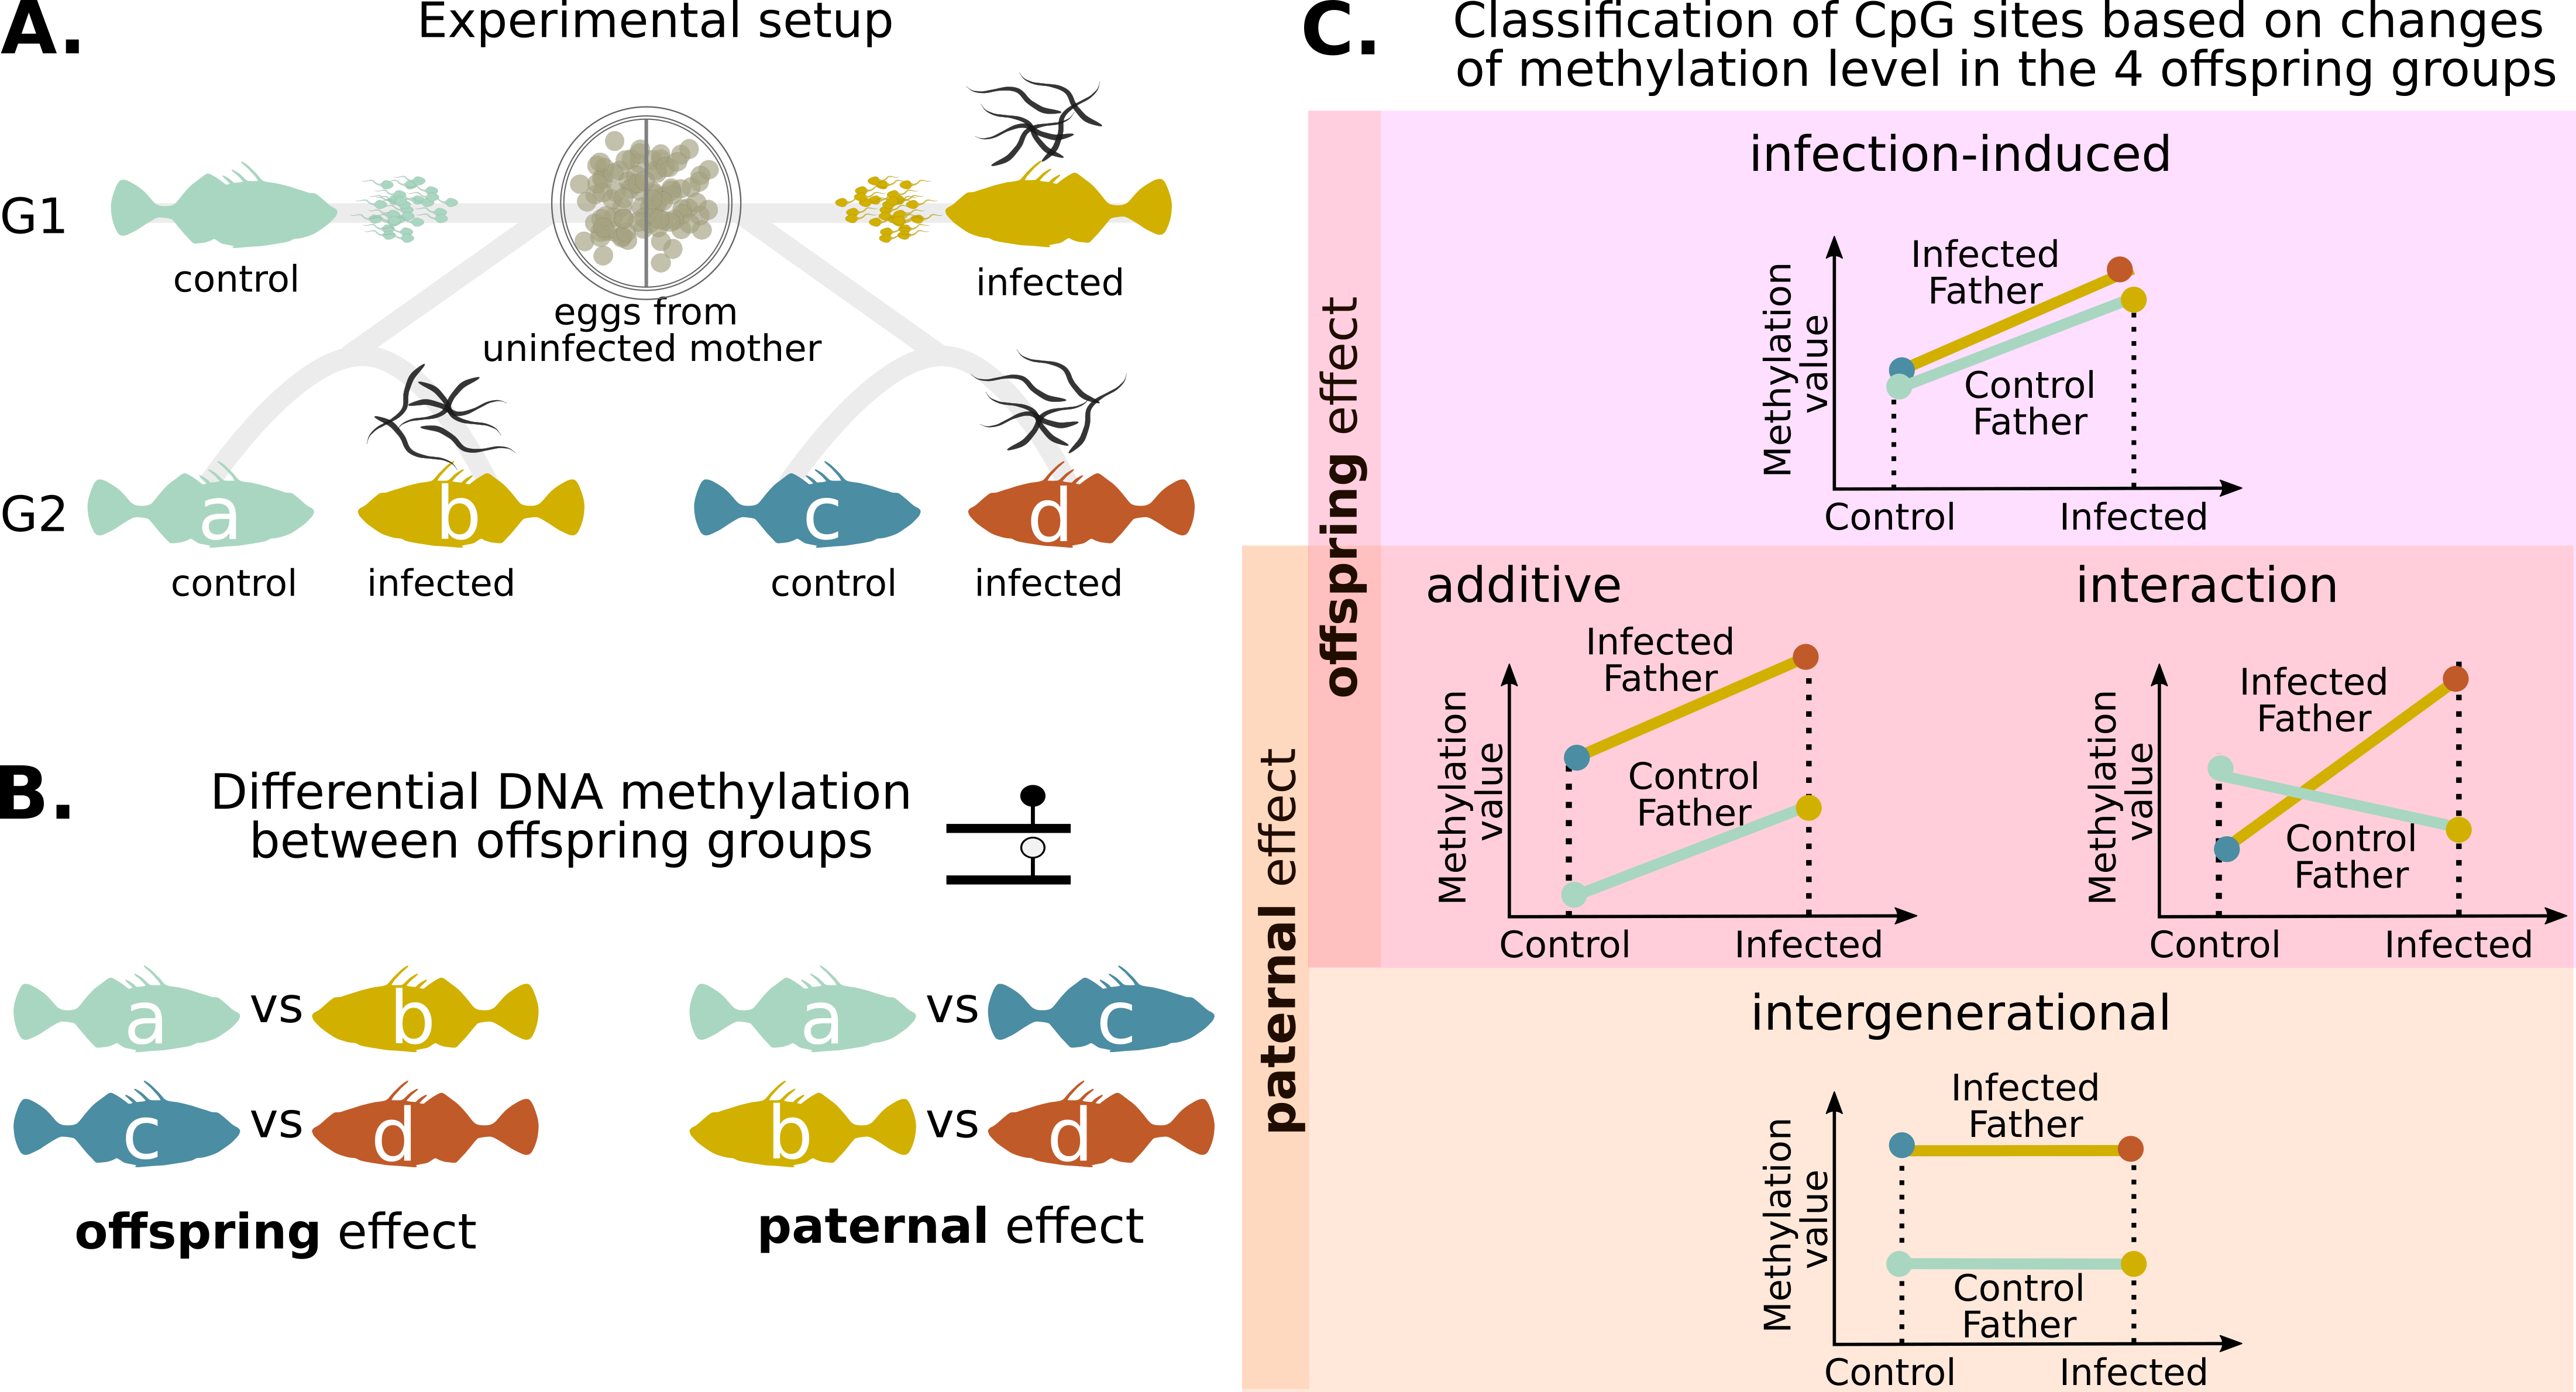 A.
Experimental setup
G1
control
eggs from
uninfected mother
infected
G2
a
b
c
d
control
infected
control
infected
B.
Differential DNA methylation
between offspring groups
a vs b
a vs c
c vs d
b vs d
offspring effect
paternal effect
C.
Classification of CpG sites based on changes
of methylation level in the 4 offspring groups
offspring effect
paternal effect
infection-induced
Methylation
value
Infected
Father
Control
Father
Control
Infected
additive
Methylation
value
Infected
Father
Control
Father
Control
Infected
interaction
Methylation
value
Infected
Father
Control
Father
Control
Infected
intergenerational
Methylation
value
Infected
Father
Control
Father
Control
Infected